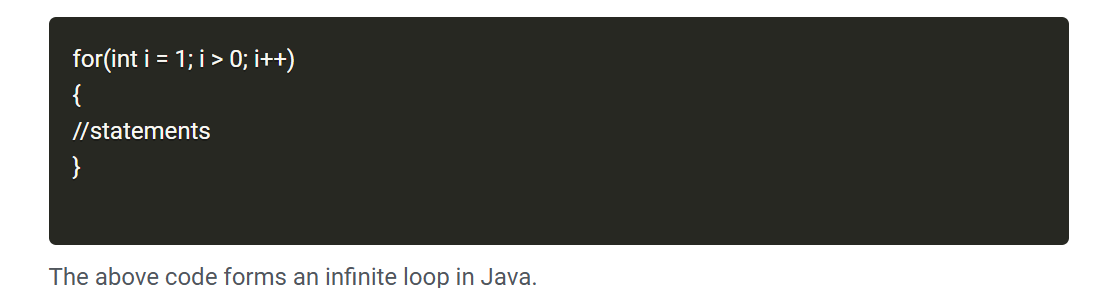 for(int i = 1; i > 0; i++)
{
//statements
}
The above code forms an infinite loop in Java.